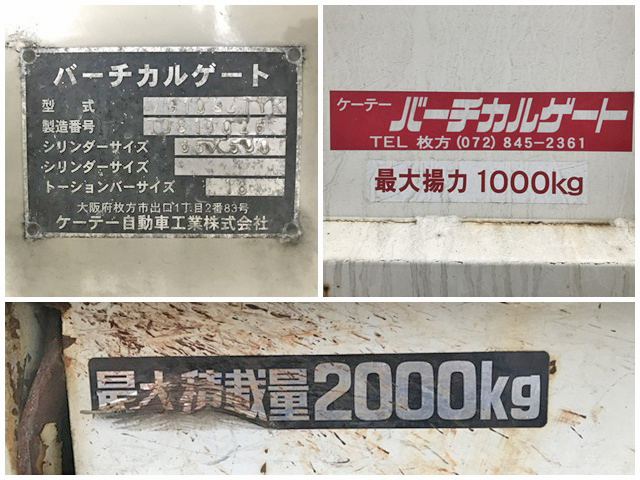 バーチカルゲート
型 式
製造番号
シリンダーサイズ
シリンダーサイズ
トーションバーサイズ 18
大阪府枚方市出口1丁目2番83号
ケーテー自動車工業株式会社
ケーテー バーチカルゲート
TEL 枚方(072)845-2361
最大揚力 1000kg
最大積載量2000kg